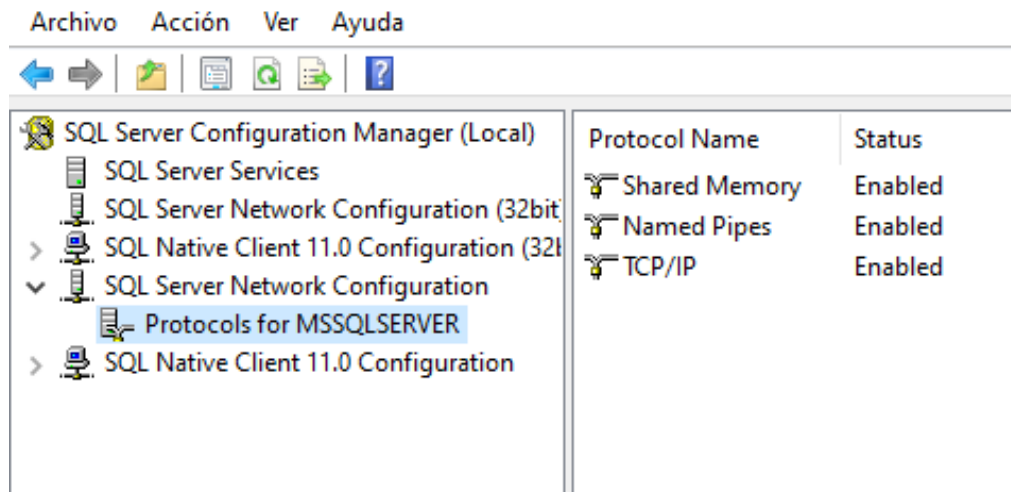 Archivo Acción Ver Ayuda
SQL Server Configuration Manager (Local)
SQL Server Services
SQL Server Network Configuration (32bit
SQL Native Client 11.0 Configuration (32b
SQL Server Network Configuration
Protocols for MSSQLSERVER
SQL Native Client 11.0 Configuration
Protocol Name Status
Shared Memory Enabled
Named Pipes Enabled
TCP/IP Enabled